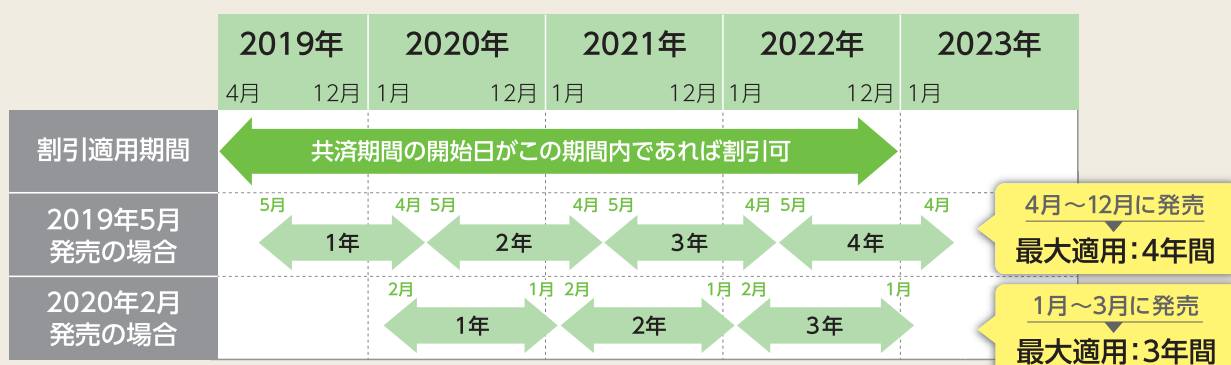 2019年 2020年 2021年 2022年 2023年
4月 12月 1月 12月 1月 12月 1月 12月 1月
割引適用期間
共済期間の開始日がこの期間内であれば割引可
2019年5月
発売の場合
5月 4月 5月 4月 5月 4月 5月 4月
1年 2年 3年 4年
4月～12月に発売
最大適用：4年間
2020年2月
発売の場合
2月 1月 2月 1月 2月 1月
1年 2年 3年
1月～3月に発売
最大適用：3年間